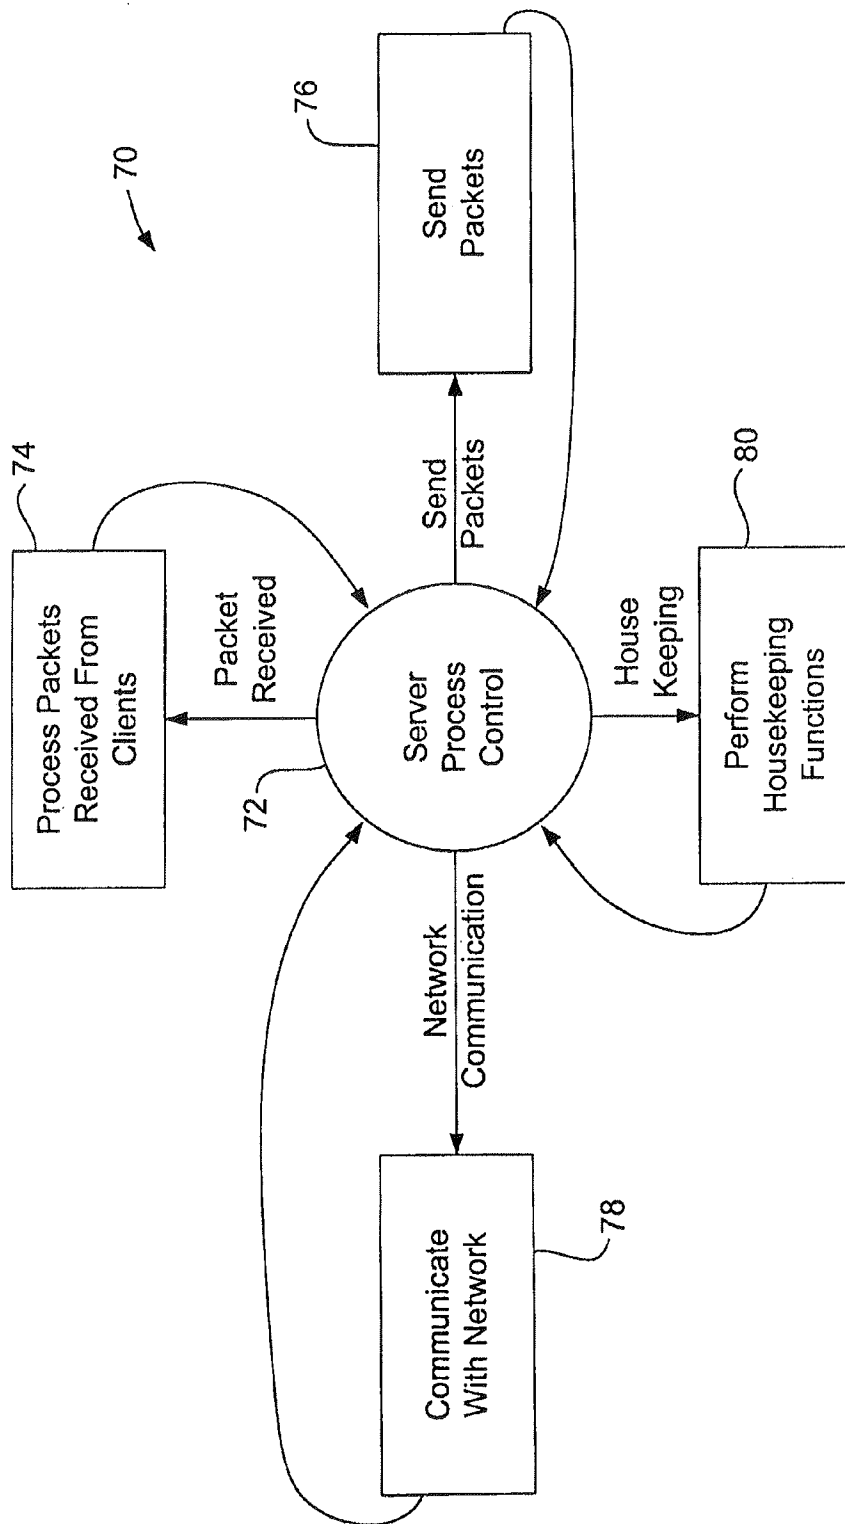 70
74
Process Packets
Received From
Clients
Packet
Received
72
Server
Process
Control
Send
Packets
76
Send
Packets
Network
Communication
Communicate
With Network
78
House
Keeping
80
Perform
Housekeeping
Functions